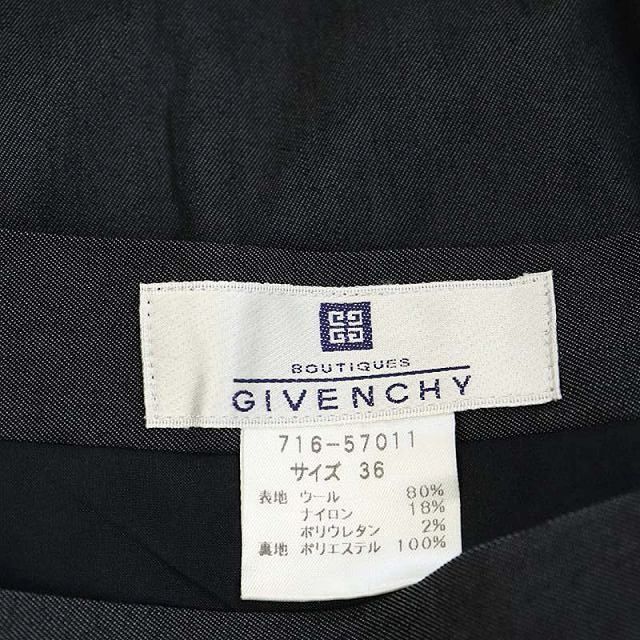 BOUTIQUES
GIVENCHY
716-57011
サイズ 36
表地 ウール 80%
ナイロン 18%
ポリウレタン 2%
裏地 ポリエステル 100%